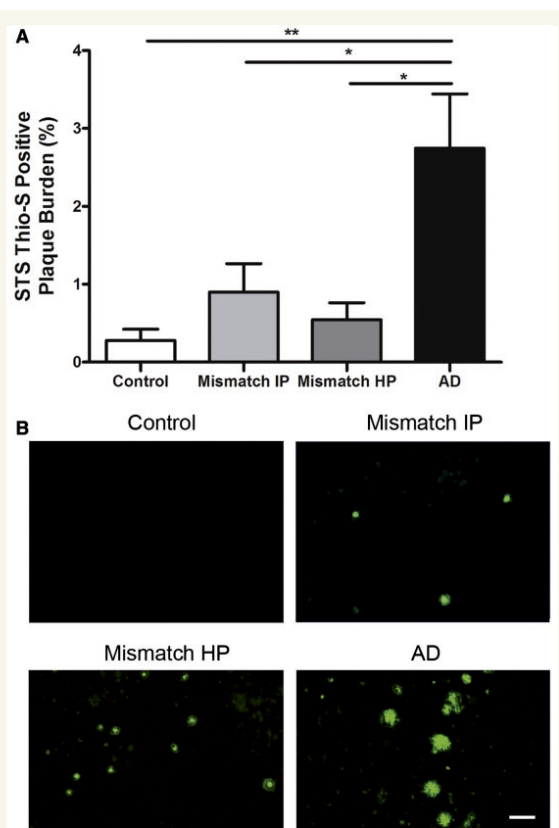 A
**
*
*
4
3
2
1
0
STS Thio-S Positive
Plaque Burden (%)
Control Mismatch IP Mismatch HP AD
B
Control Mismatch IP
Mismatch HP AD